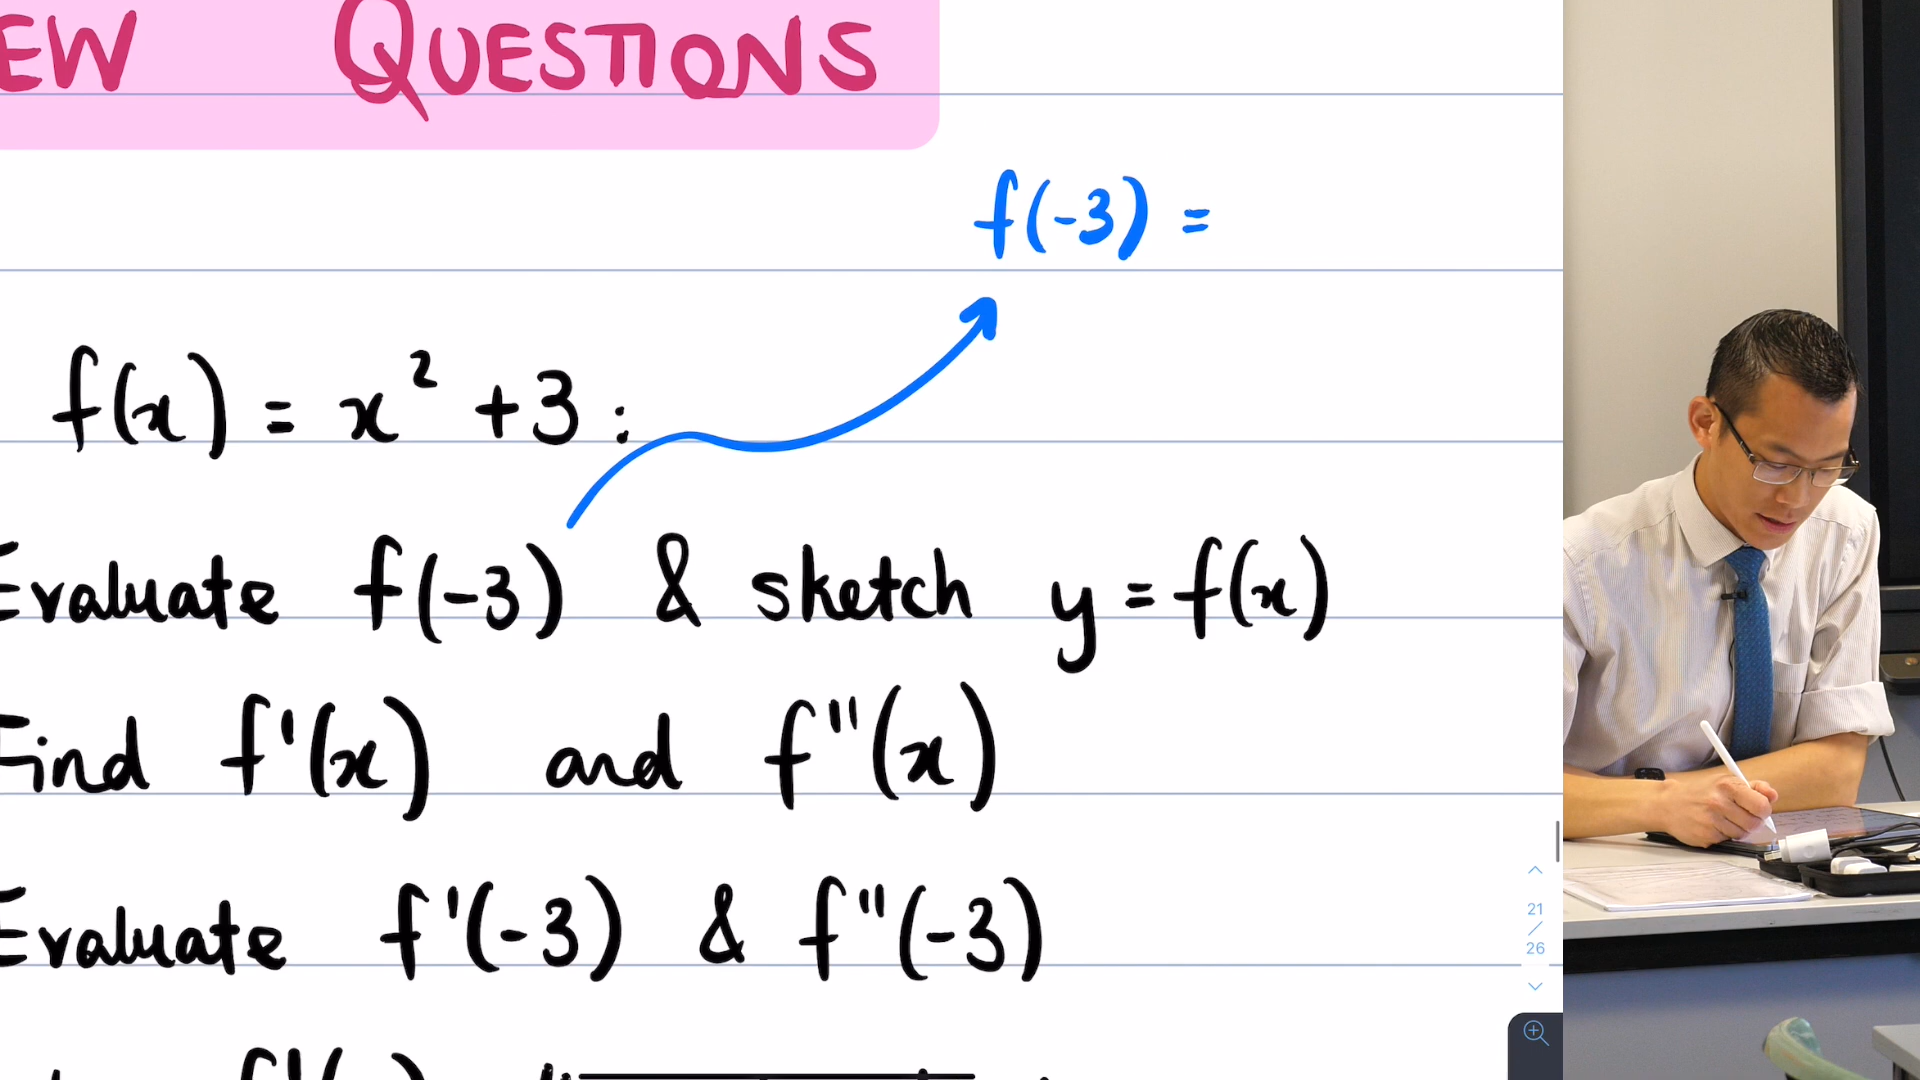 EW QUESTIONS
f(-3) =
f(x) = x² + 3 :
Evaluate f(-3) & sketch y = f(x)
Find f'(x) and f"(x)
Evaluate f'(-3) & f"(-3)
21
/
26